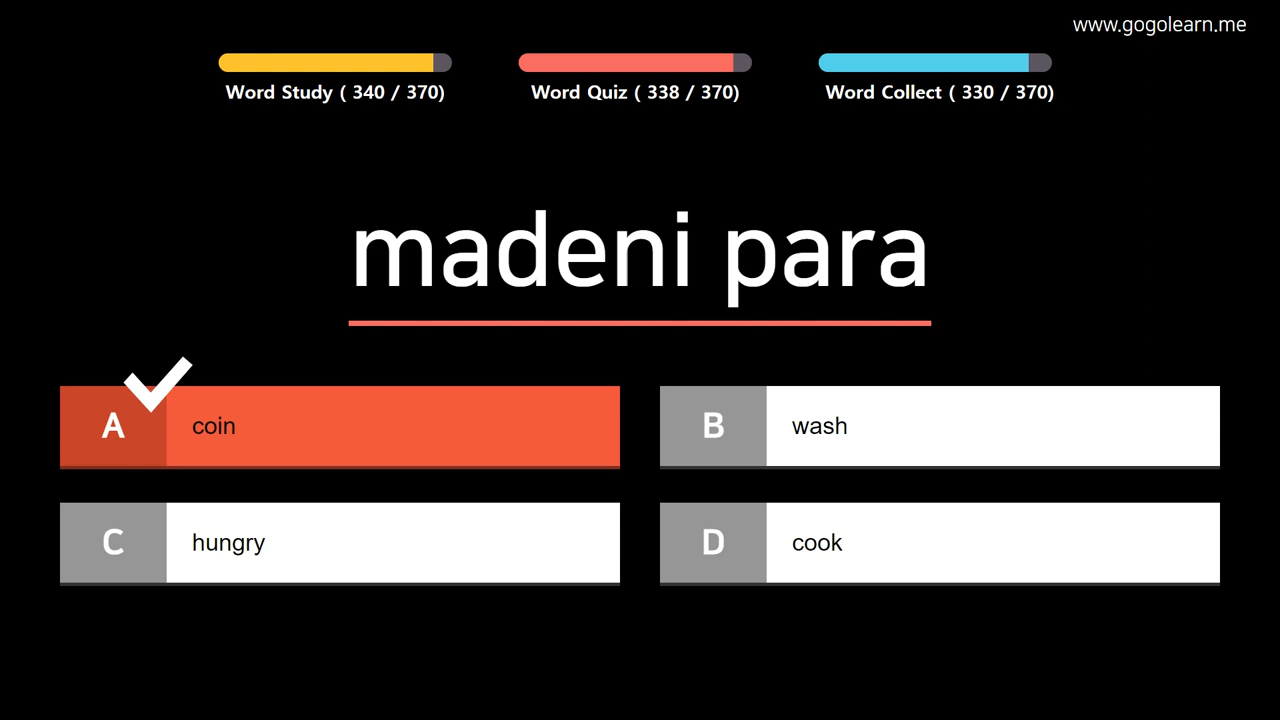 www.gogolearn.me
Word Study ( 340 / 370)
Word Quiz ( 338 / 370)
Word Collect ( 330 / 370)
madeni para
A
coin
B
wash
C
hungry
D
cook